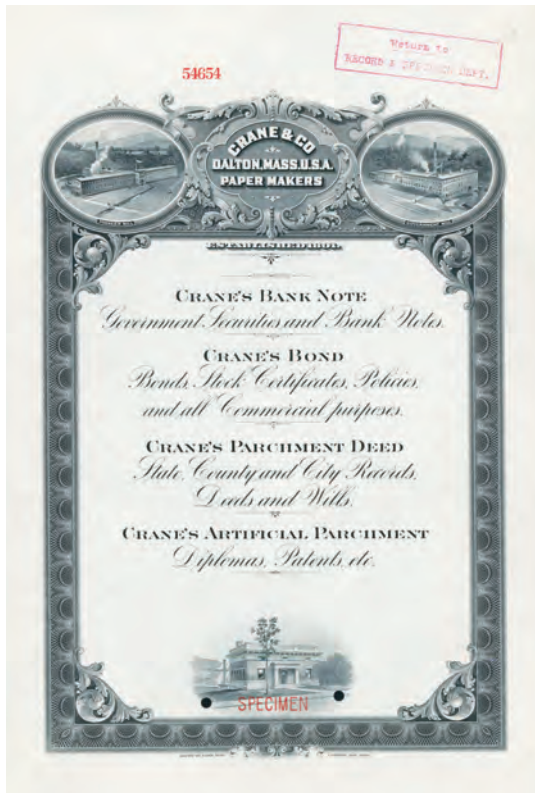 54654
Return to
RECORD & SPECIMEN DEPT.
CRANE & CO
DALTON, MASS. U.S.A.
PAPER MAKERS
ESTABLISHED 1801.
CRANE'S BANK NOTE
Government Securities and Bank Notes.
CRANE'S BOND
Bonds, Stock Certificates, Policies,
and all Commercial purposes.
CRANE'S PARCHMENT DEED
State, County and City Records,
Deeds and Wills.
CRANE'S ARTIFICIAL PARCHMENT
Diplomas, Patents, etc.
SPECIMEN